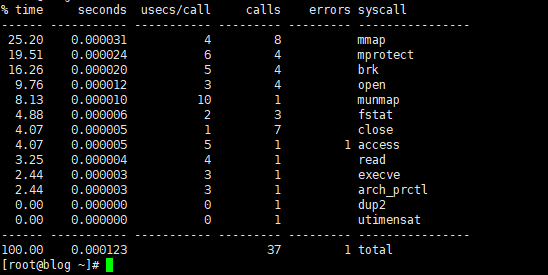 % time     seconds  usecs/call     calls    errors syscall
------ ----------- ----------- --------- --------- ----------------
 25.20    0.000031           4         8           mmap
 19.51    0.000024           6         4           mprotect
 16.26    0.000020           5         4           brk
  9.76    0.000012           3         4           open
  8.13    0.000010          10         1           munmap
  4.88    0.000006           2         3           fstat
  4.07    0.000005           1         7           close
  4.07    0.000005           5         1         1 access
  3.25    0.000004           4         1           read
  2.44    0.000003           3         1           execve
  2.44    0.000003           3         1           arch_prctl
  0.00    0.000000           0         1           dup2
  0.00    0.000000           0         1           utimensat
------ ----------- ----------- --------- --------- ----------------
100.00    0.000123                    37         1 total
[root@blog ~]#